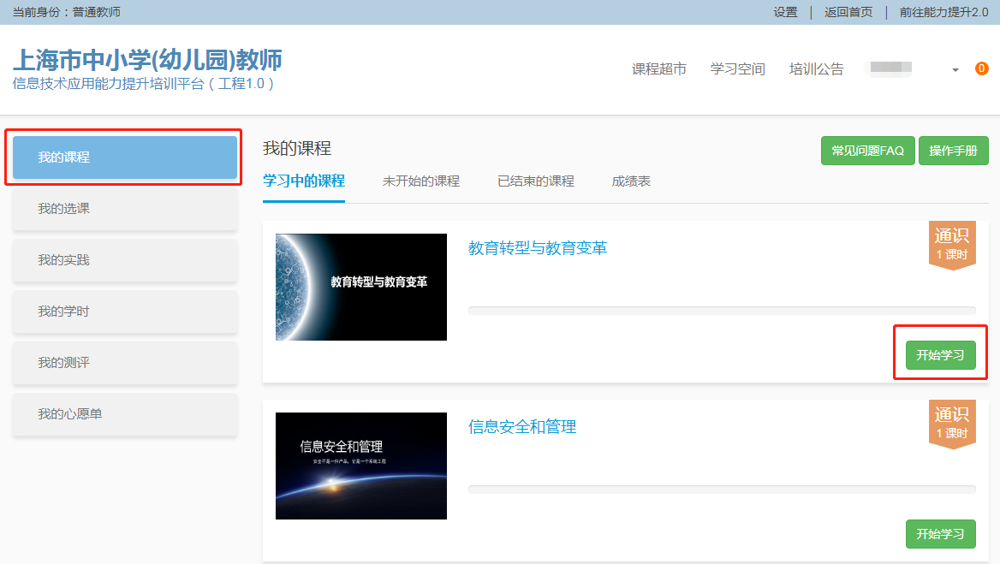 当前身份：普通教师
设置 | 返回首页 | 前往能力提升2.0
上海市中小学(幼儿园)教师
信息技术应用能力提升培训平台（工程1.0）
课程超市 学习空间 培训公告
0
我的课程
我的选课
我的实践
我的学时
我的测评
我的心愿单
我的课程
常见问题FAQ 操作手册
学习中的课程 未开始的课程 已结束的课程 成绩表
教育转型与教育变革
教育转型与教育变革
通识
1 课时
开始学习
信息安全和管理
安全不是一件产品，它是一个系统工程
信息安全和管理
通识
1 课时
开始学习